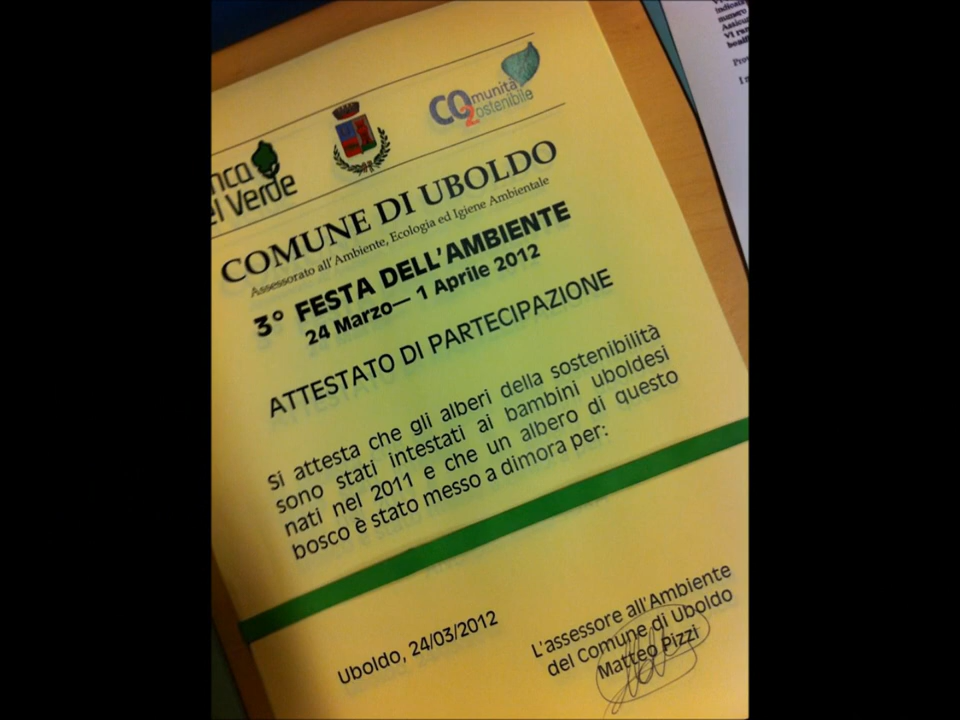 nca
el Verde
CO2munità
Sostenibile
COMUNE DI UBOLDO
Assessorato all'Ambiente, Ecologia ed Igiene Ambientale
3° FESTA DELL'AMBIENTE
24 Marzo— 1 Aprile 2012
ATTESTATO DI PARTECIPAZIONE
si attesta che gli alberi della sostenibilità
sono stati intestati ai bambini uboldesi
nati nel 2011 e che un albero di questo
bosco è stato messo a dimora per:
Uboldo, 24/03/2012
L'assessore all'Ambiente
del Comune di Uboldo
Matteo Pizzi
numero